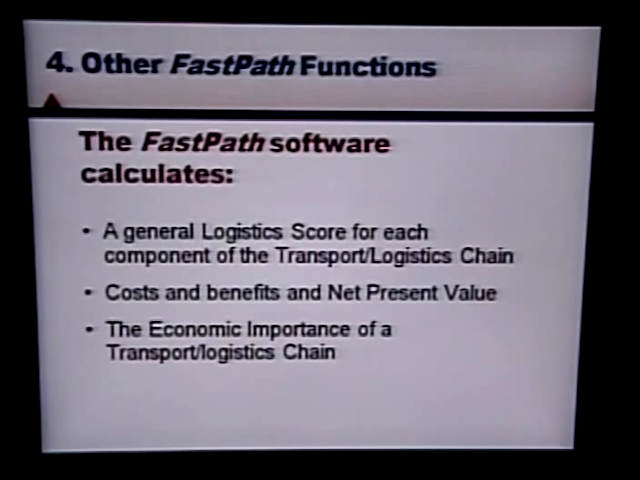 4. Other FastPath Functions
The FastPath software
calculates:
• A general Logistics Score for each
component of the Transport/Logistics Chain
• Costs and benefits and Net Present Value
• The Economic Importance of a
Transport/logistics Chain